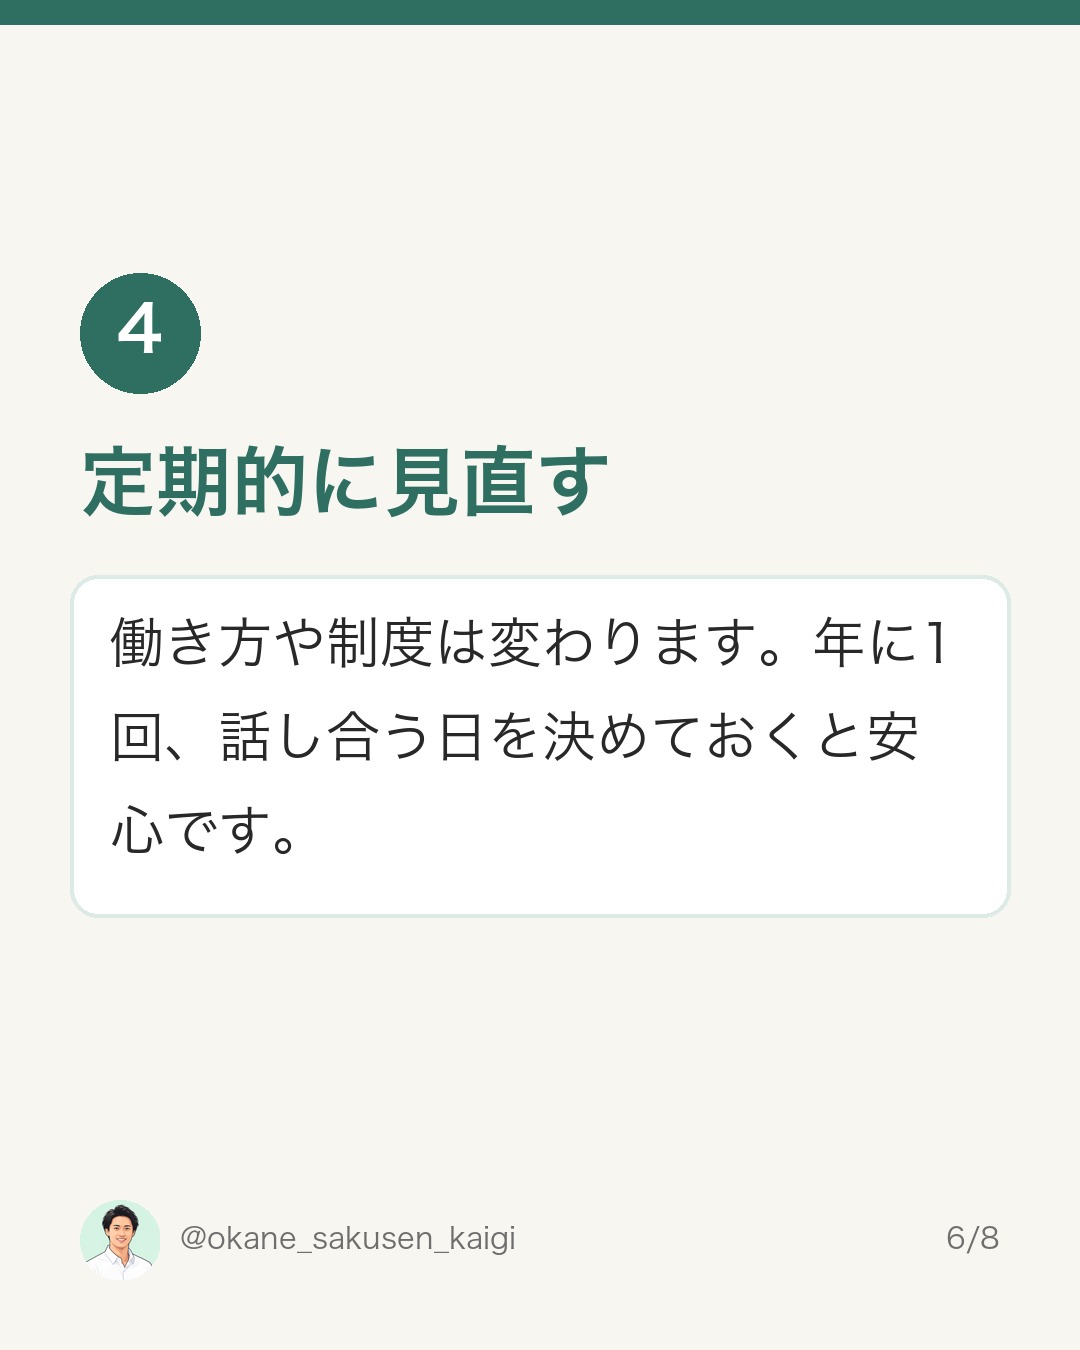 4
定期的に見直す
働き方や制度は変わります。年に1
回、話し合う日を決めておくと安
心です。
@okane_sakusen_kaigi
6/8